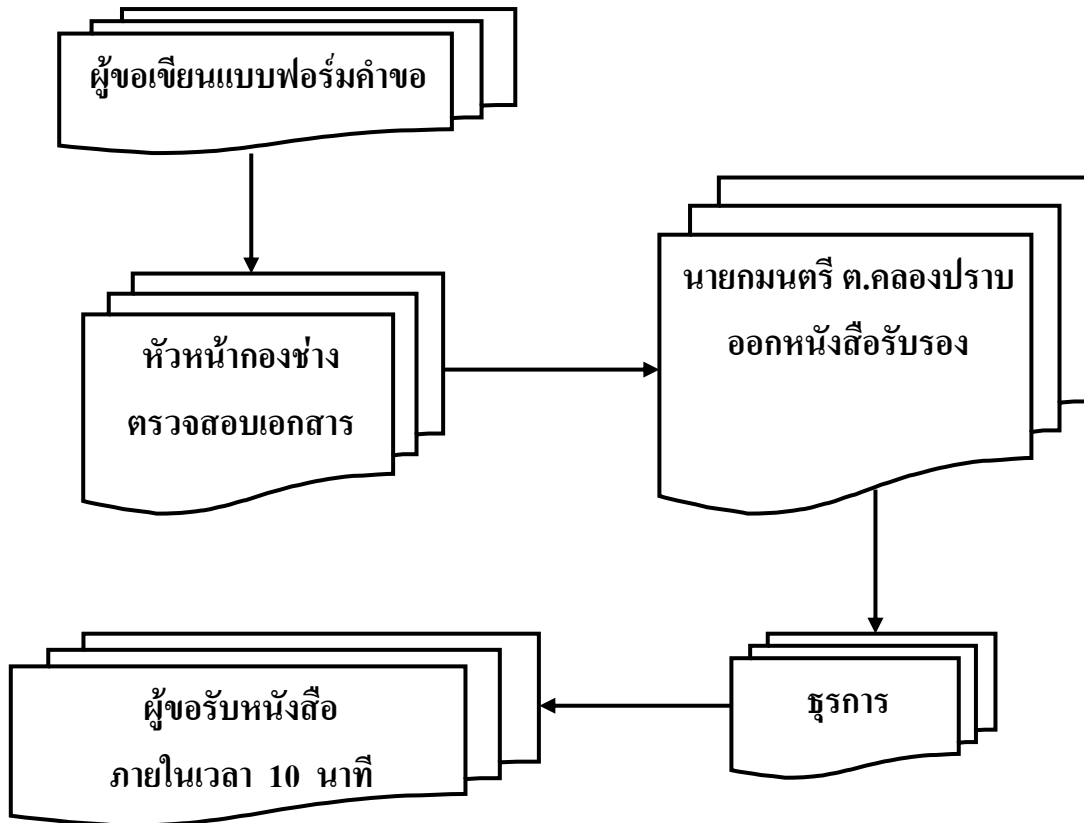 ผู้ขอเขียนแบบฟอร์มคำขอ
หัวหน้ากองช่าง
ตรวจสอบเอกสาร
นายกมนตรี ต.คลองปราบ
ออกหนังสือรับรอง
ธุรการ
ผู้ขอรับหนังสือ
ภายในเวลา 10 นาที